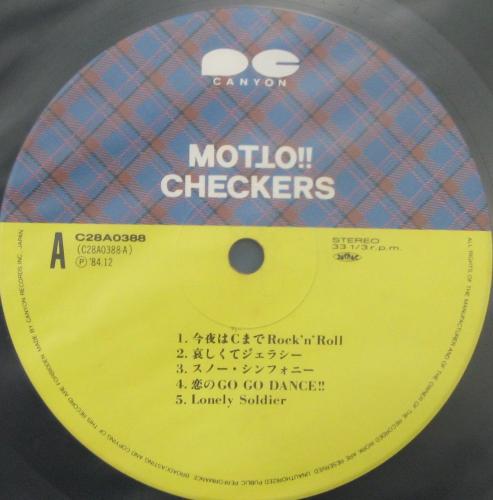 CANYON
MOTTO!!
CHECKERS
A
C28A0388
(C28A0388-A)
Ⓟ '84.12
STEREO
33 1/3 r.p.m.
1. 今夜はCまでRock'n'Roll
2. 哀しくてジェラシー
3. スノー・シンフォニー
4. 恋のGO GO DANCE!!
5. Lonely Soldier
ALL RIGHTS OF THE MANUFACTURER AND OF THE OWNER OF THE RECORDED WORK ARE RESERVED. UNAUTHORIZED PUBLIC PERFORMANCE BROADCASTING AND COPYING OF THIS RECORD ARE FORBIDDEN. MADE BY CANYON RECORDS INC. JAPAN